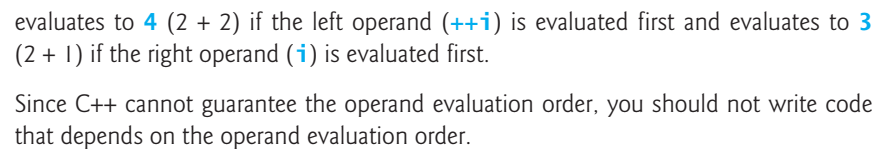 evaluates to 4 (2 + 2) if the left operand (++i) is evaluated first and evaluates to 3
(2 + 1) if the right operand (i) is evaluated first.
Since C++ cannot guarantee the operand evaluation order, you should not write code
that depends on the operand evaluation order.